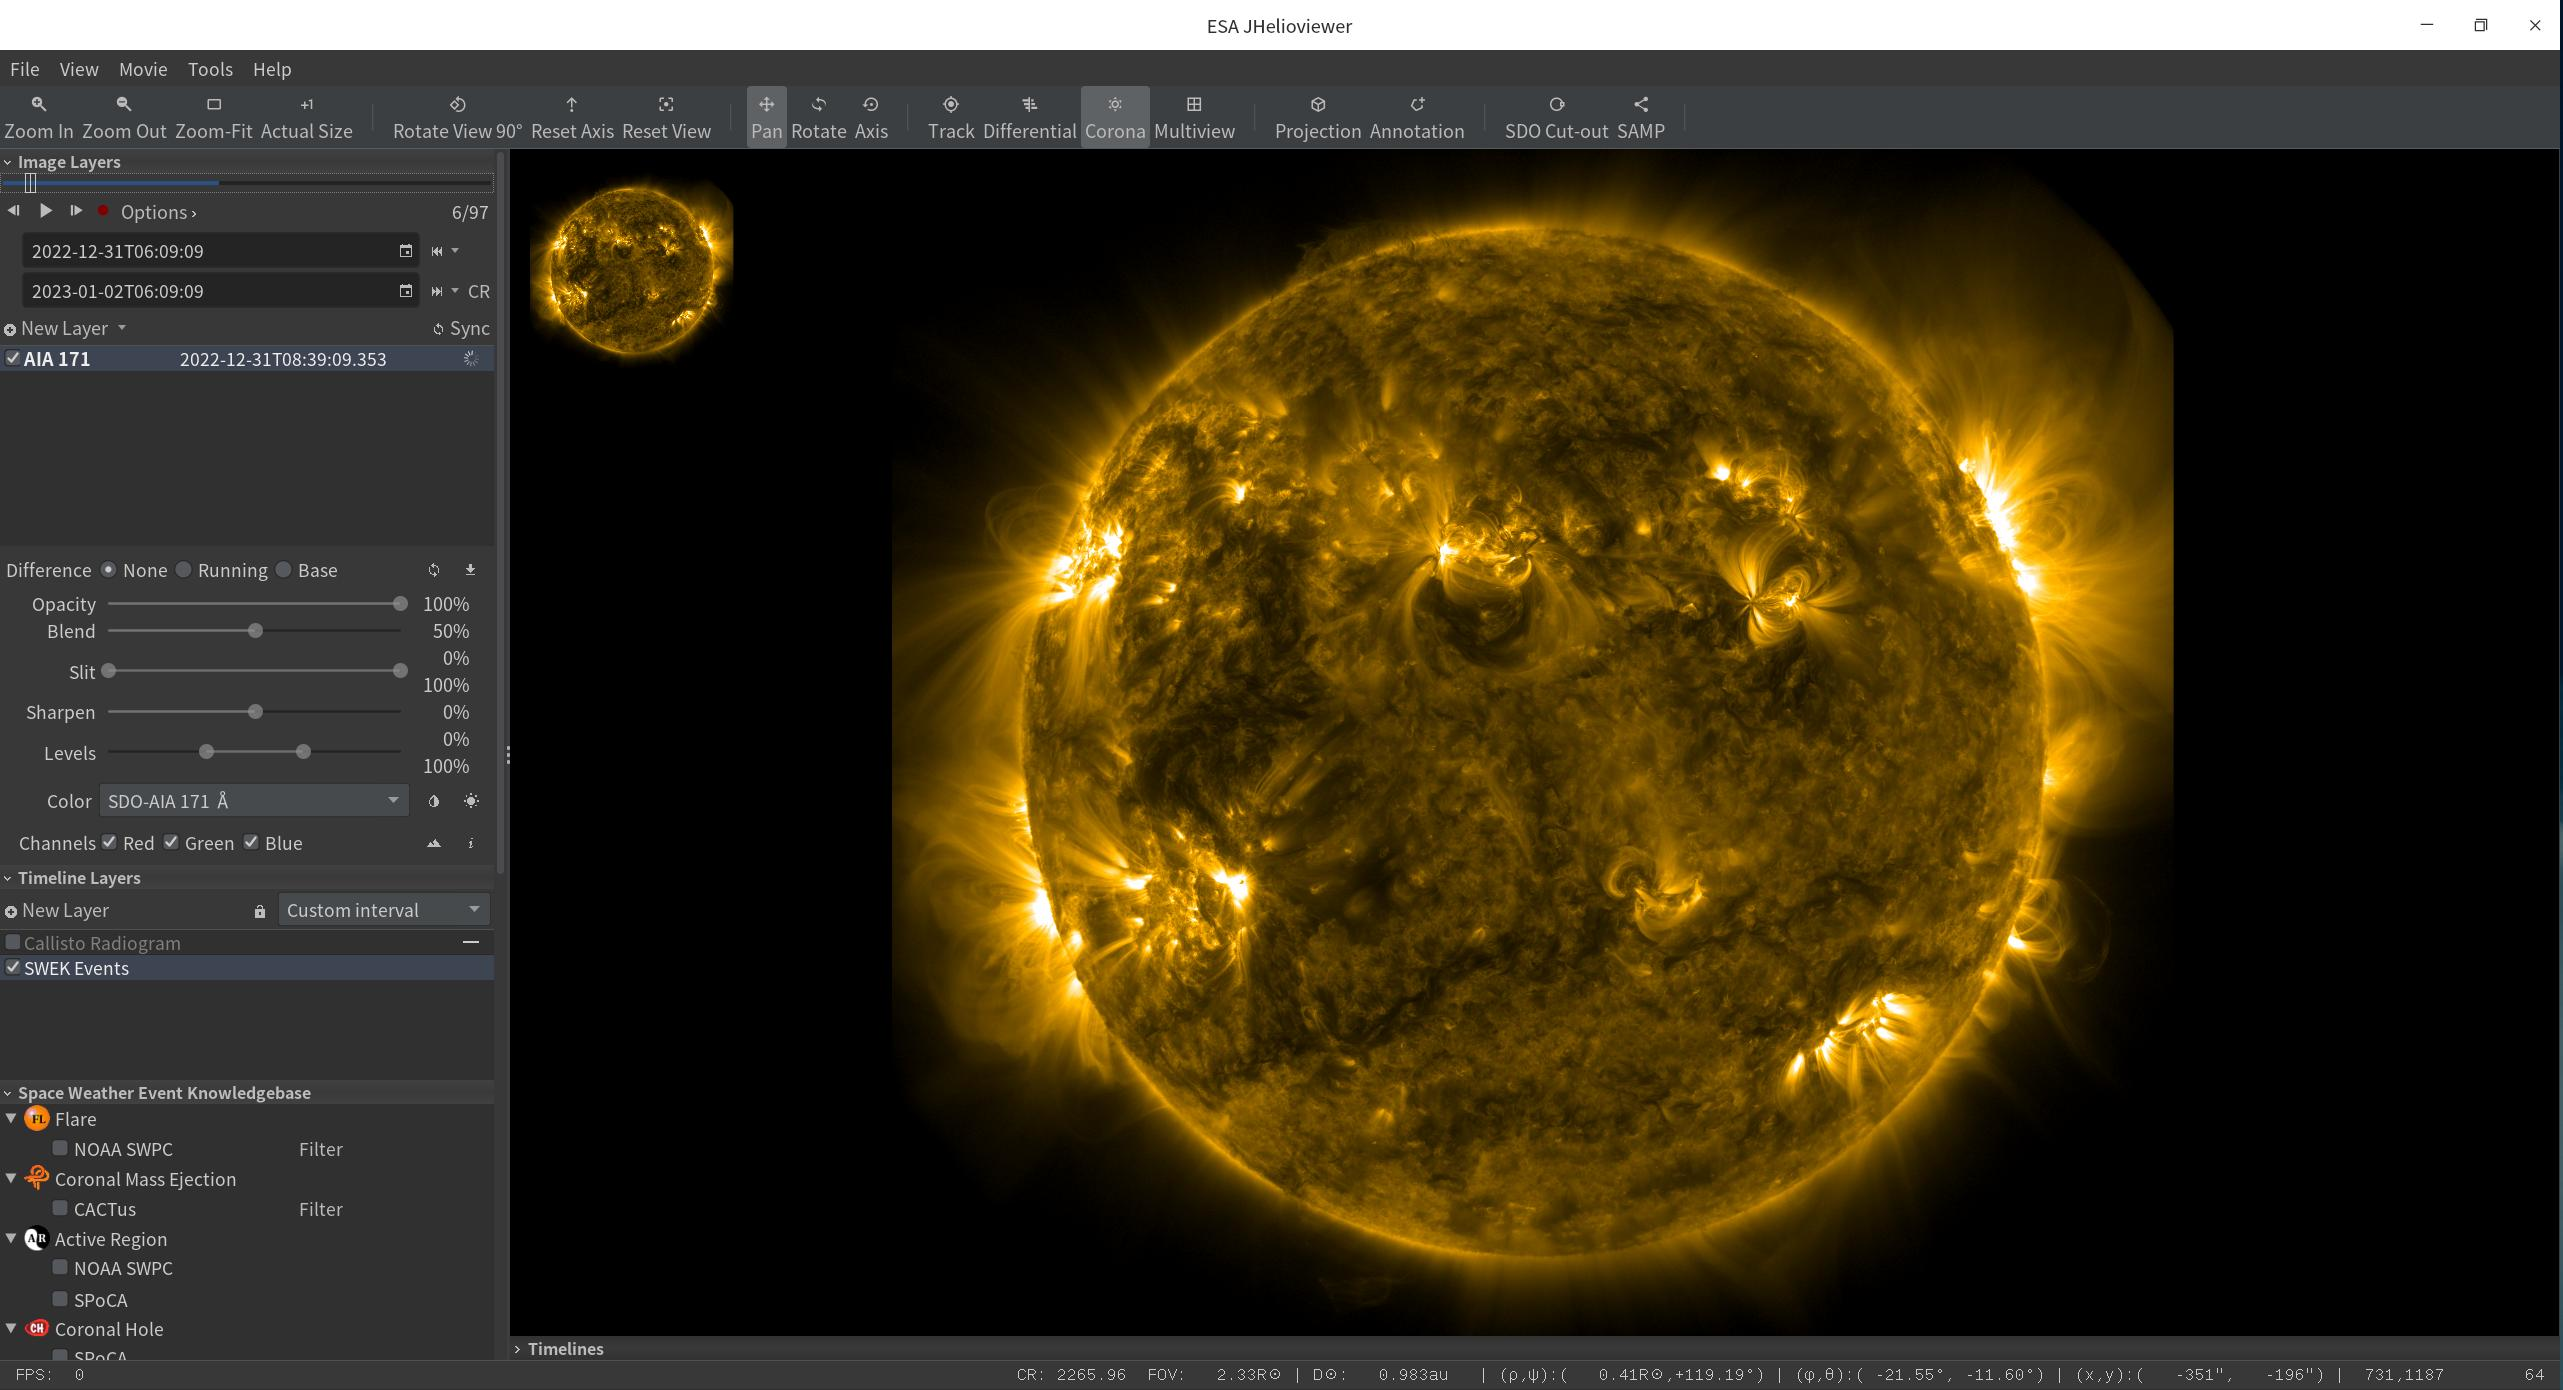 ESA JHelioviewer
File View Movie Tools Help
Zoom In Zoom Out Zoom-Fit +1 Actual Size Rotate View 90° Reset Axis Reset View Pan Rotate Axis Track Differential Corona Multiview Projection Annotation SDO Cut-out SAMP
Image Layers
Options › 6/97
2022-12-31T06:09:09
2023-01-02T06:09:09 CR
New Layer Sync
AIA 171 2022-12-31T08:39:09.353
Difference None Running Base
Opacity 100%
Blend 50%
0%
Slit
100%
Sharpen 0%
0%
Levels
100%
Color SDO-AIA 171 Å
Channels Red Green Blue i
Timeline Layers
New Layer Custom interval
Callisto Radiogram
SWEK Events
Space Weather Event Knowledgebase
FL Flare
NOAA SWPC Filter
Coronal Mass Ejection
CACTus Filter
AR Active Region
NOAA SWPC
SPoCA
CH Coronal Hole
SPoCA
Timelines
FPS: 0 CR: 2265.96 FOV: 2.33R⊙ | D⊙: 0.983au | (ρ,ψ):( 0.41R⊙,+119.19°) | (φ,θ):( -21.55°, -11.60°) | (x,y):( -351", -196") | 731,1187 64